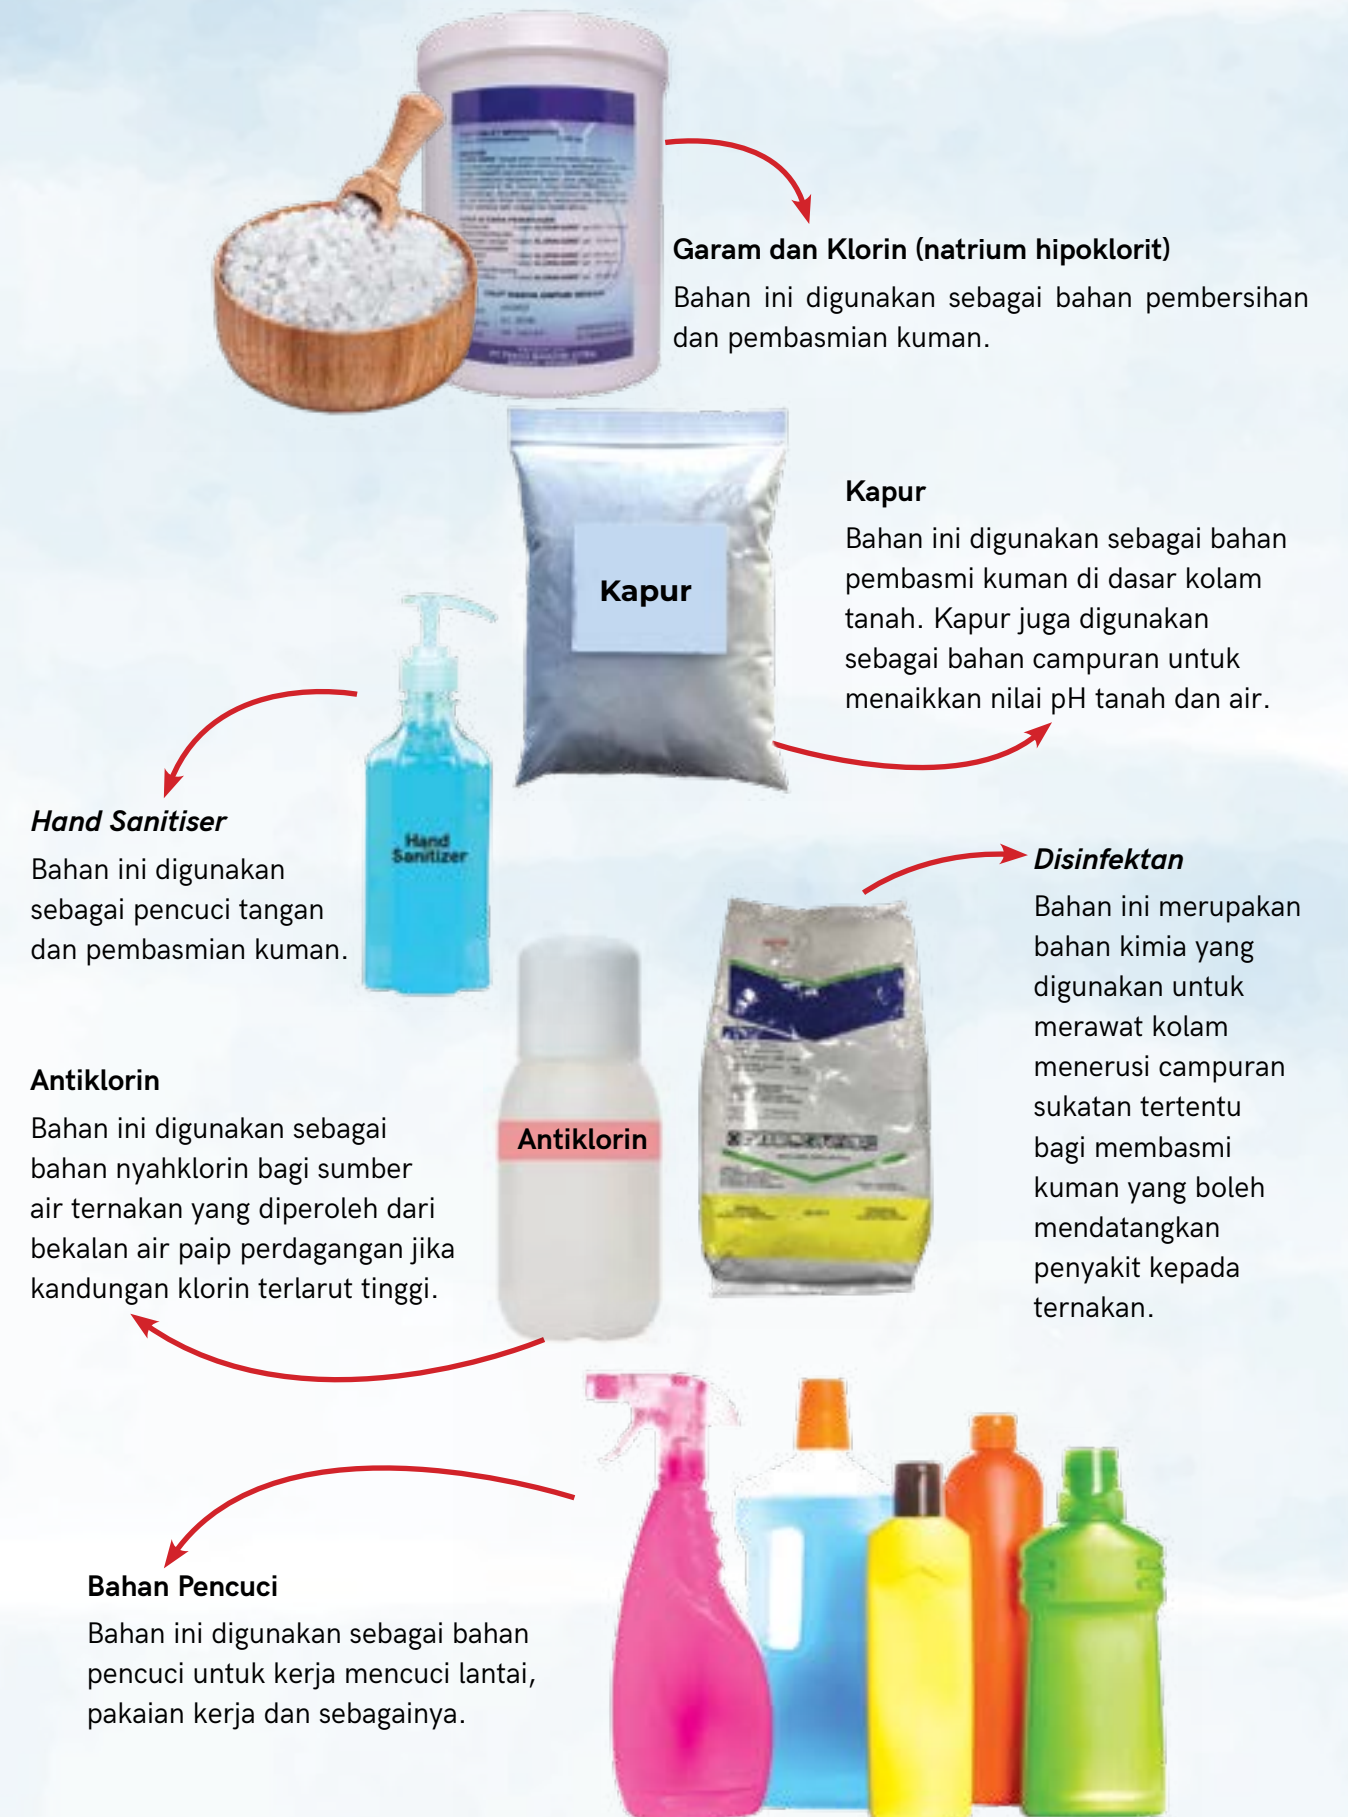 Garam dan Klorin (natrium hipoklorit)
Bahan ini digunakan sebagai bahan pembersihan
dan pembasmian kuman.
Kapur
Kapur
Bahan ini digunakan sebagai bahan
pembasmi kuman di dasar kolam
tanah. Kapur juga digunakan
sebagai bahan campuran untuk
menaikkan nilai pH tanah dan air.
Hand Sanitiser
Bahan ini digunakan
sebagai pencuci tangan
dan pembasmian kuman.
Hand
Sanitizer
Disinfektan
Bahan ini merupakan
bahan kimia yang
digunakan untuk
merawat kolam
menerusi campuran
sukatan tertentu
bagi membasmi
kuman yang boleh
mendatangkan
penyakit kepada
ternakan.
Antiklorin
Bahan ini digunakan sebagai
bahan nyahklorin bagi sumber
air ternakan yang diperoleh dari
bekalan air paip perdagangan jika
kandungan klorin terlarut tinggi.
Antiklorin
Bahan Pencuci
Bahan ini digunakan sebagai bahan
pencuci untuk kerja mencuci lantai,
pakaian kerja dan sebagainya.